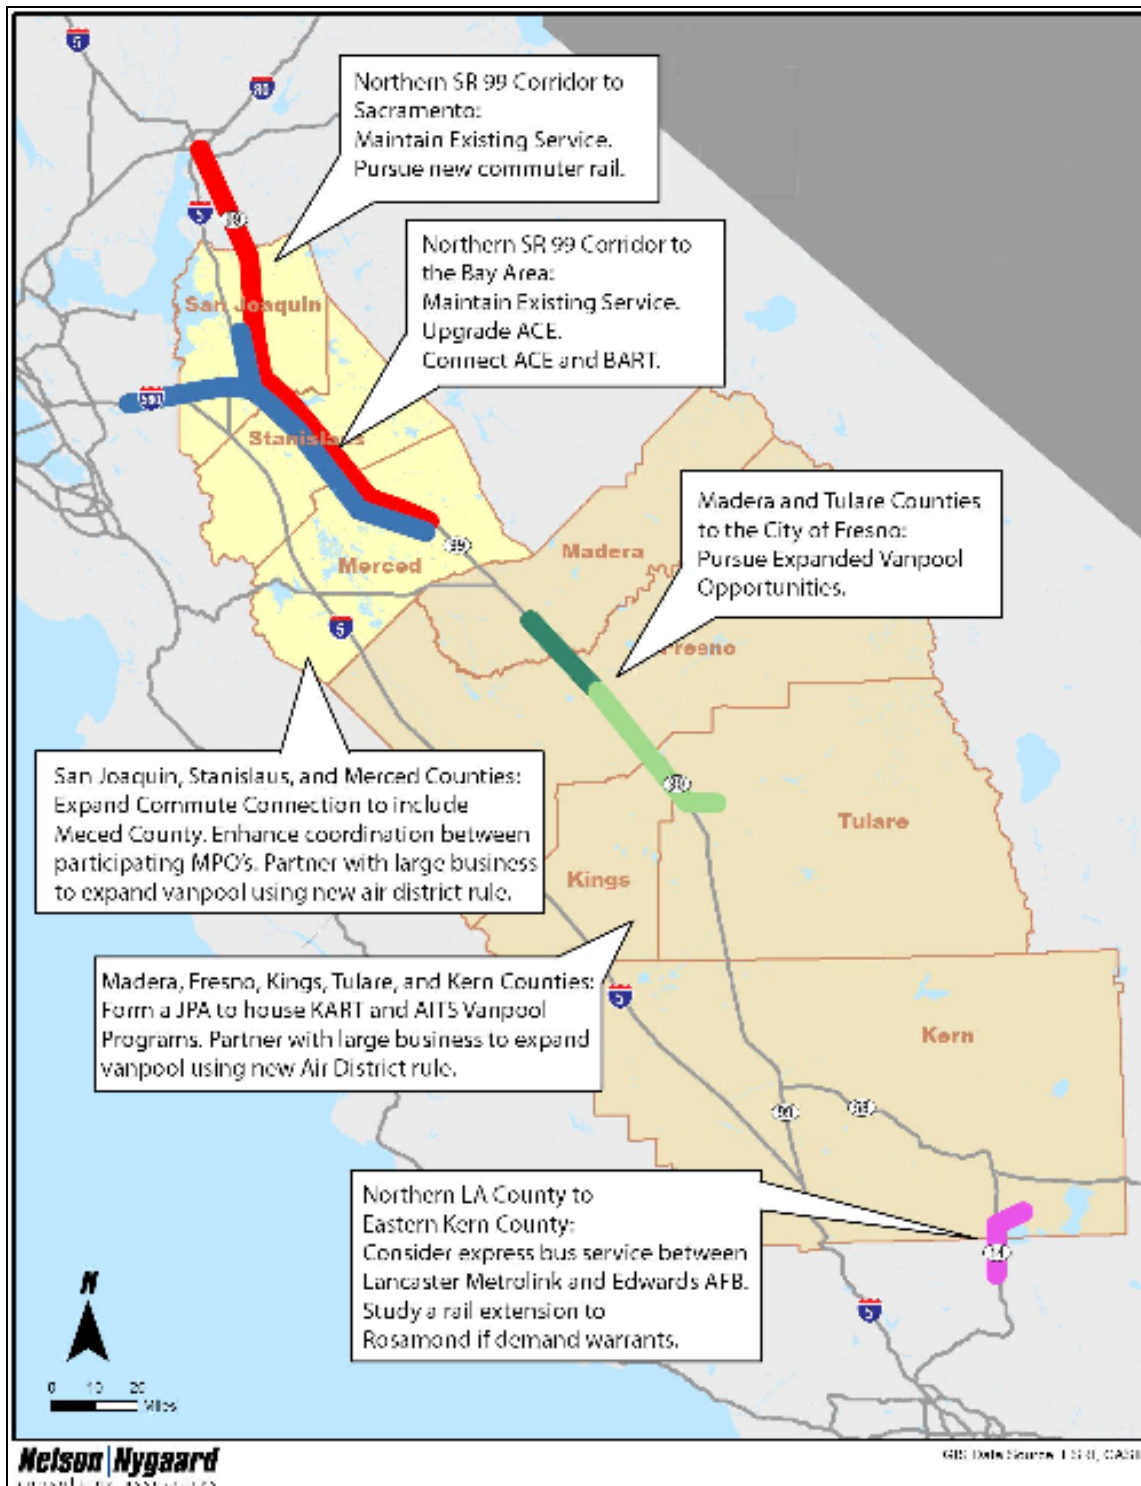 5
80
Northern SR 99 Corridor to
Sacramento:
Maintain Existing Service.
Pursue new commuter rail.
5
99
Northern SR 99 Corridor to
the Bay Area:
Maintain Existing Service.
Upgrade ACE.
Connect ACE and BART.
San Joaquin
580
Stanislaus
Madera and Tulare Counties
to the City of Fresno:
Pursue Expanded Vanpool
Opportunities.
99
Madera
Merced
5
Fresno
San Joaquin, Stanislaus, and Merced Counties:
Expand Commute Connection to include
Meced County. Enhance coordination between
participating MPO's. Partner with large business
to expand vanpool using new air district rule.
99
Tulare
Kings
Madera, Fresno, Kings, Tulare, and Kern Counties:
Form a JPA to house KART and AITS Vanpool
Programs. Partner with large business to expand
vanpool using new Air District rule.
5
Kern
99
58
Northern LA County to
Eastern Kern County:
Consider express bus service between
Lancaster Metrolink and Edwards AFB.
Study a rail extension to
Rosamond if demand warrants.
14
5
N
0 10 20
Miles
Nelson|Nygaard
GIS Data Source: ESRI, CASIL